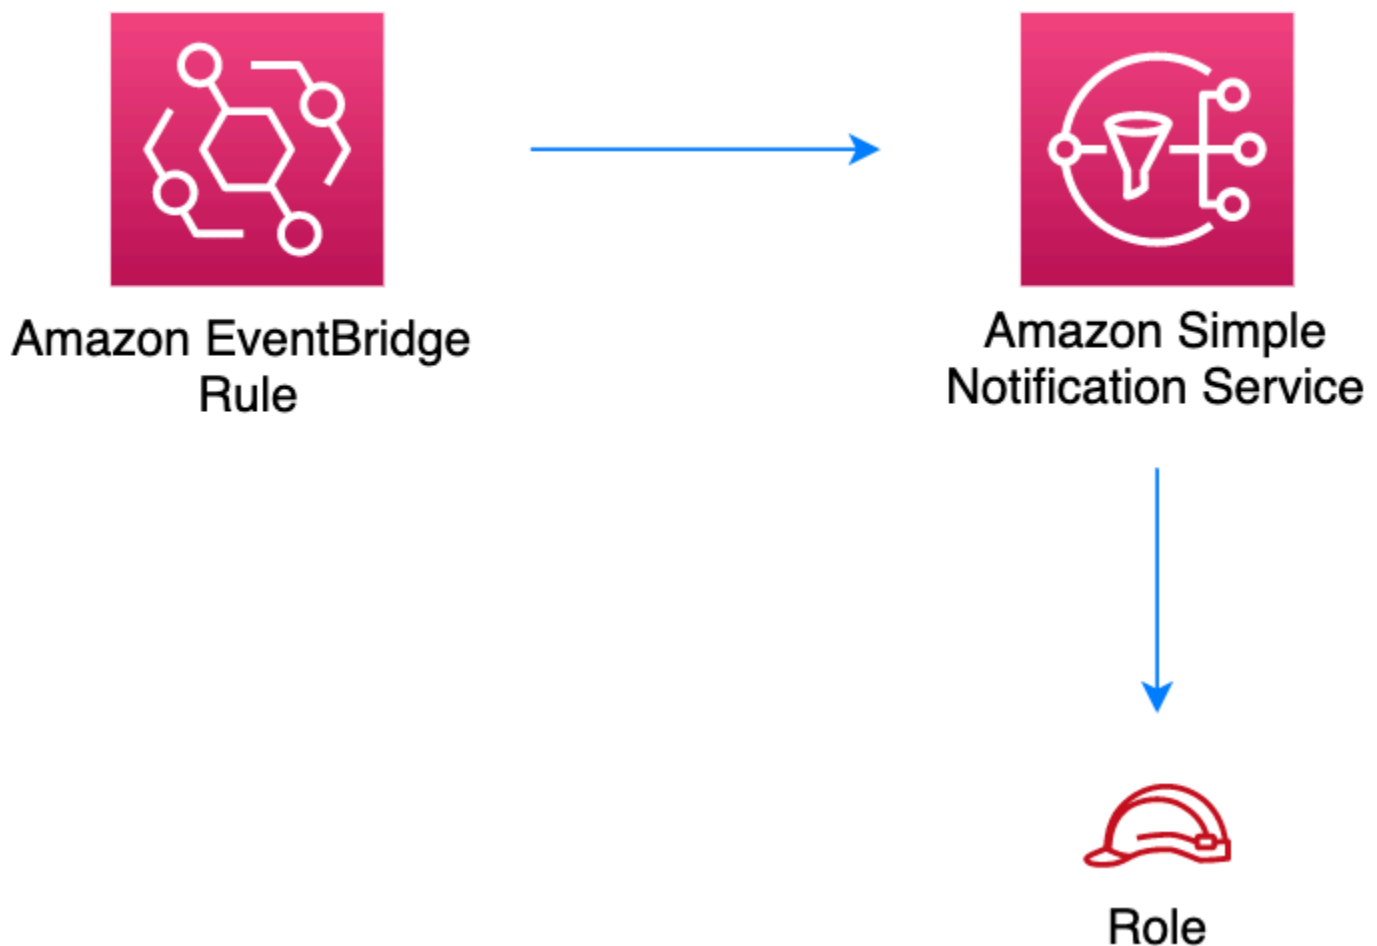 Amazon EventBridge
Rule
Amazon Simple
Notification Service
Role